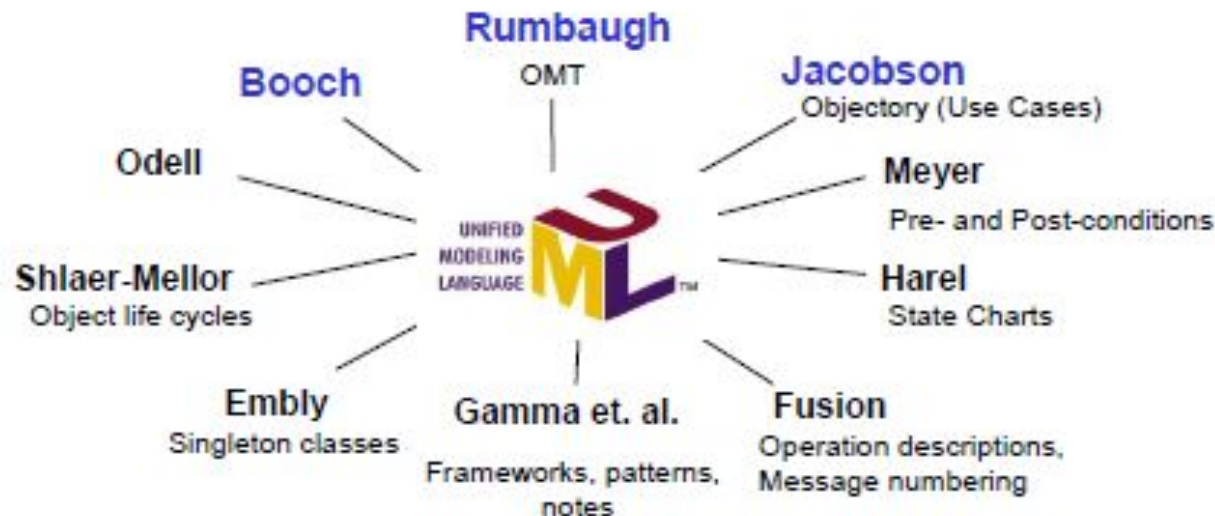 Rumbaugh
OMT
Booch
Jacobson
Objectory (Use Cases)
Odell
Meyer
Pre- and Post-conditions
UNIFIED
MODELING
LANGUAGE
UML
TM
Shlaer-Mellor
Object life cycles
Harel
State Charts
Embly
Singleton classes
Gamma et. al.
Frameworks, patterns,
notes
Fusion
Operation descriptions,
Message numbering